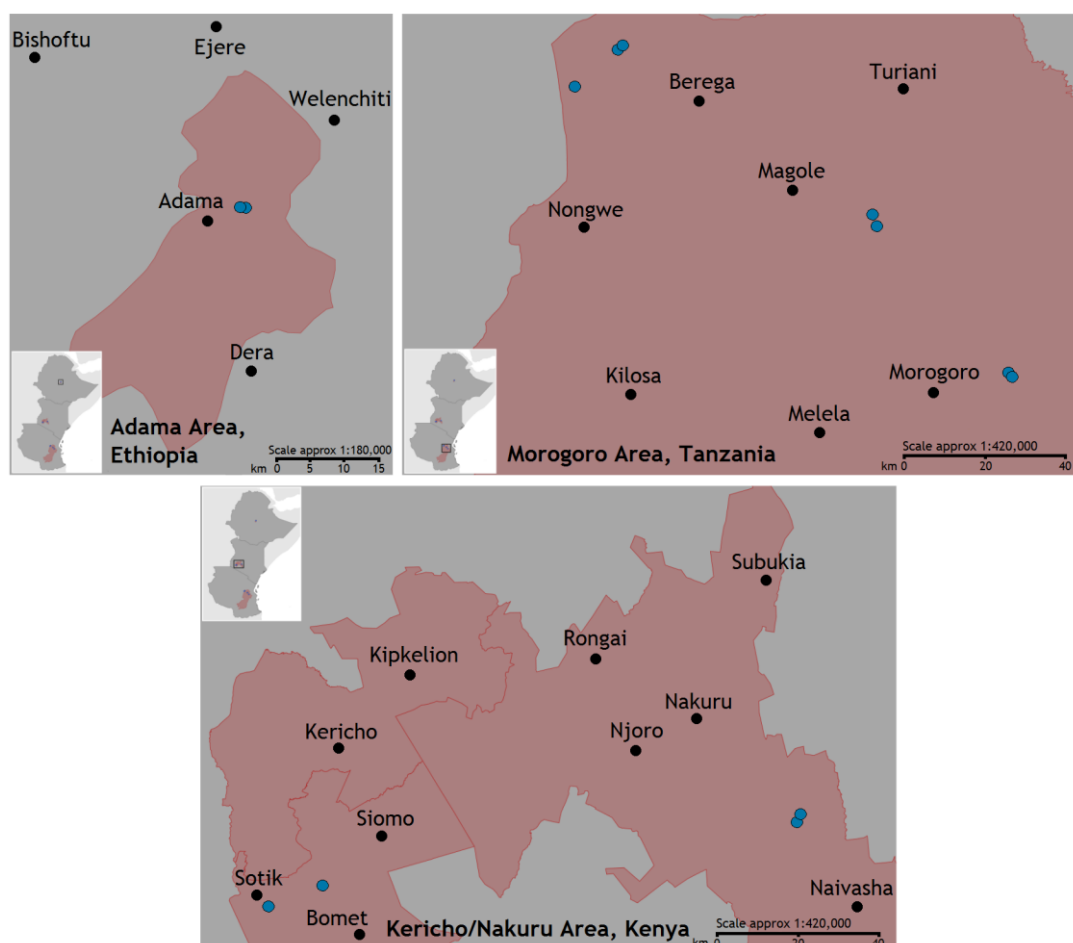 Bishoftu
Ejere
Welenchiti
Adama
Dera
Adama Area,
Ethiopia
Scale approx 1:180,000
km 0 5 10 15
Berega
Turiani
Magole
Nongwe
Kilosa
Morogoro
Melela
Morogoro Area, Tanzania
Scale approx 1:420,000
km 0 20 40
Subukia
Rongai
Kipkelion
Nakuru
Kericho
Njoro
Siomo
Sotik
Naivasha
Bomet
Kericho/Nakuru Area, Kenya
Scale approx 1:420,000
km 0 20 40